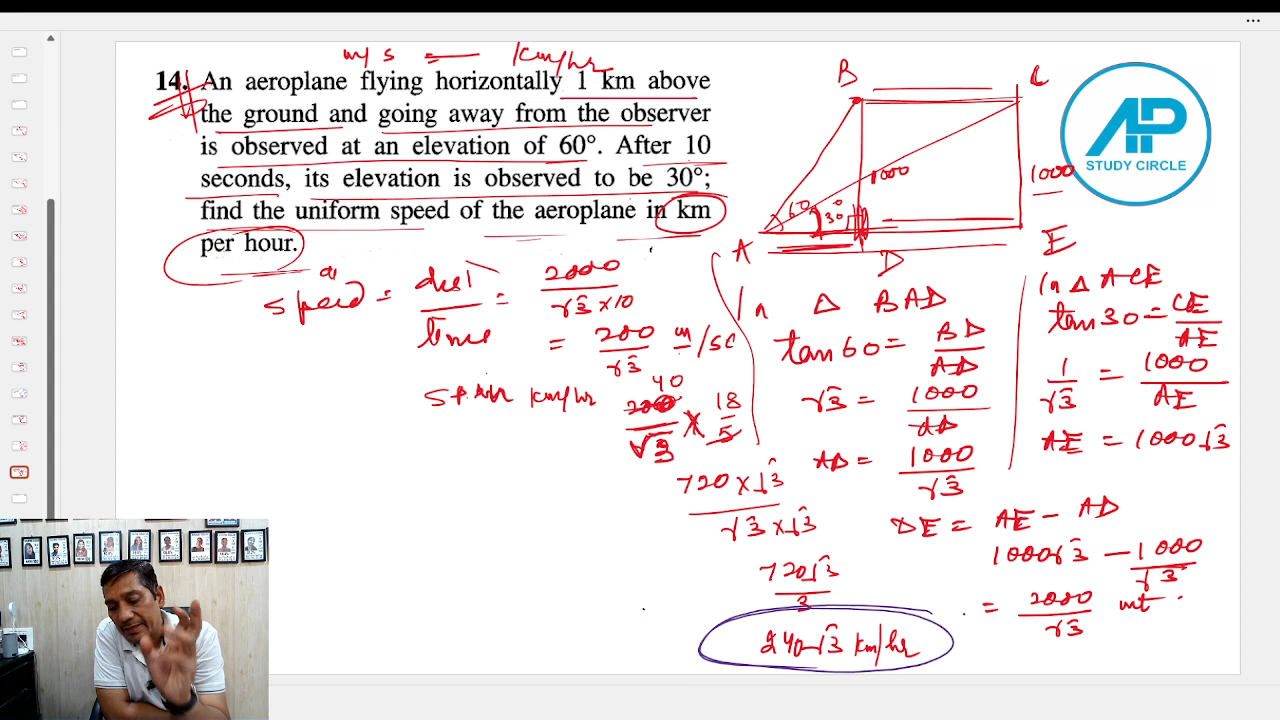 m/s = km/hr
14. An aeroplane flying horizontally 1 km above
the ground and going away from the observer
is observed at an elevation of 60°. After 10
seconds, its elevation is observed to be 30°;
find the uniform speed of the aeroplane in km
per hour.
B
C
1000
1000
60
30°
A
D
E
AP
STUDY CIRCLE
speed = dist/time = 2000/√3×10
= 200/√3 m/sc
km/hr 200/√3 × 18/5
40
720×√3/√3×√3
720√3/3
240√3 km/hr
In Δ BAD
tan 60 = BD/AD
√3 = 1000/AD
AD = 1000/√3
In Δ ACE
tan 30 = CE/AE
1/√3 = 1000/AE
AE = 1000√3
DE = AE - AD
1000√3 - 1000/√3
= 2000/√3 mt